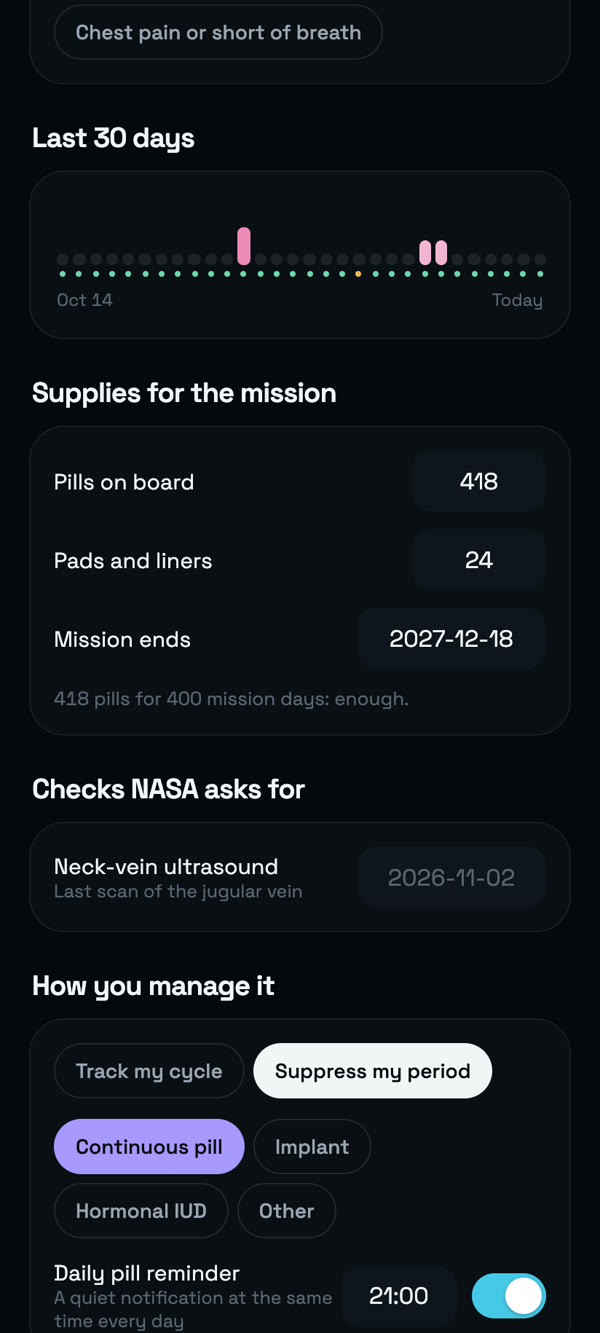 Chest pain or short of breath
Last 30 days
Oct 14
Today
Supplies for the mission
Pills on board
418
Pads and liners
24
Mission ends
2027-12-18
418 pills for 400 mission days: enough.
Checks NASA asks for
Neck-vein ultrasound
Last scan of the jugular vein
2026-11-02
How you manage it
Track my cycle
Suppress my period
Continuous pill
Implant
Hormonal IUD
Other
Daily pill reminder
A quiet notification at the same
time every day
21:00